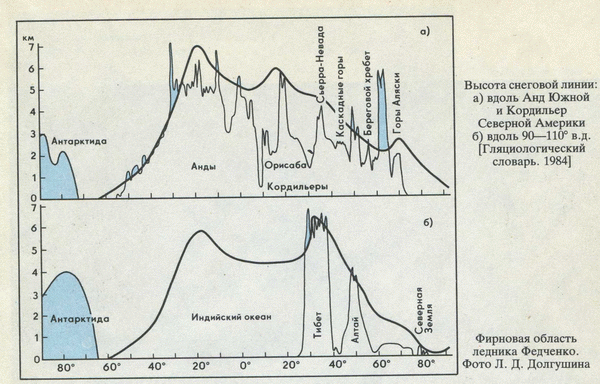 км
а)
7
6
5
4
3
2
1
0
Антарктида
Анды
Орисаба
Кордильеры
Сьерра-Невада
Каскадные горы
Береговой хребет
Горы Аляски
б)
7
6
5
4
3
2
1
0
Антарктида
Индийский океан
Тибет
Алтай
Северная
Земля
80° 60° 40° 20° 0° 20° 40° 60° 80°
Высота снеговой линии:
а) вдоль Анд Южной
и Кордильер
Северной Америки
б) вдоль 90—110° в.д.
[Гляциологический
словарь. 1984]
Фирновая область
ледника Федченко.
Фото Л. Д. Долгушина